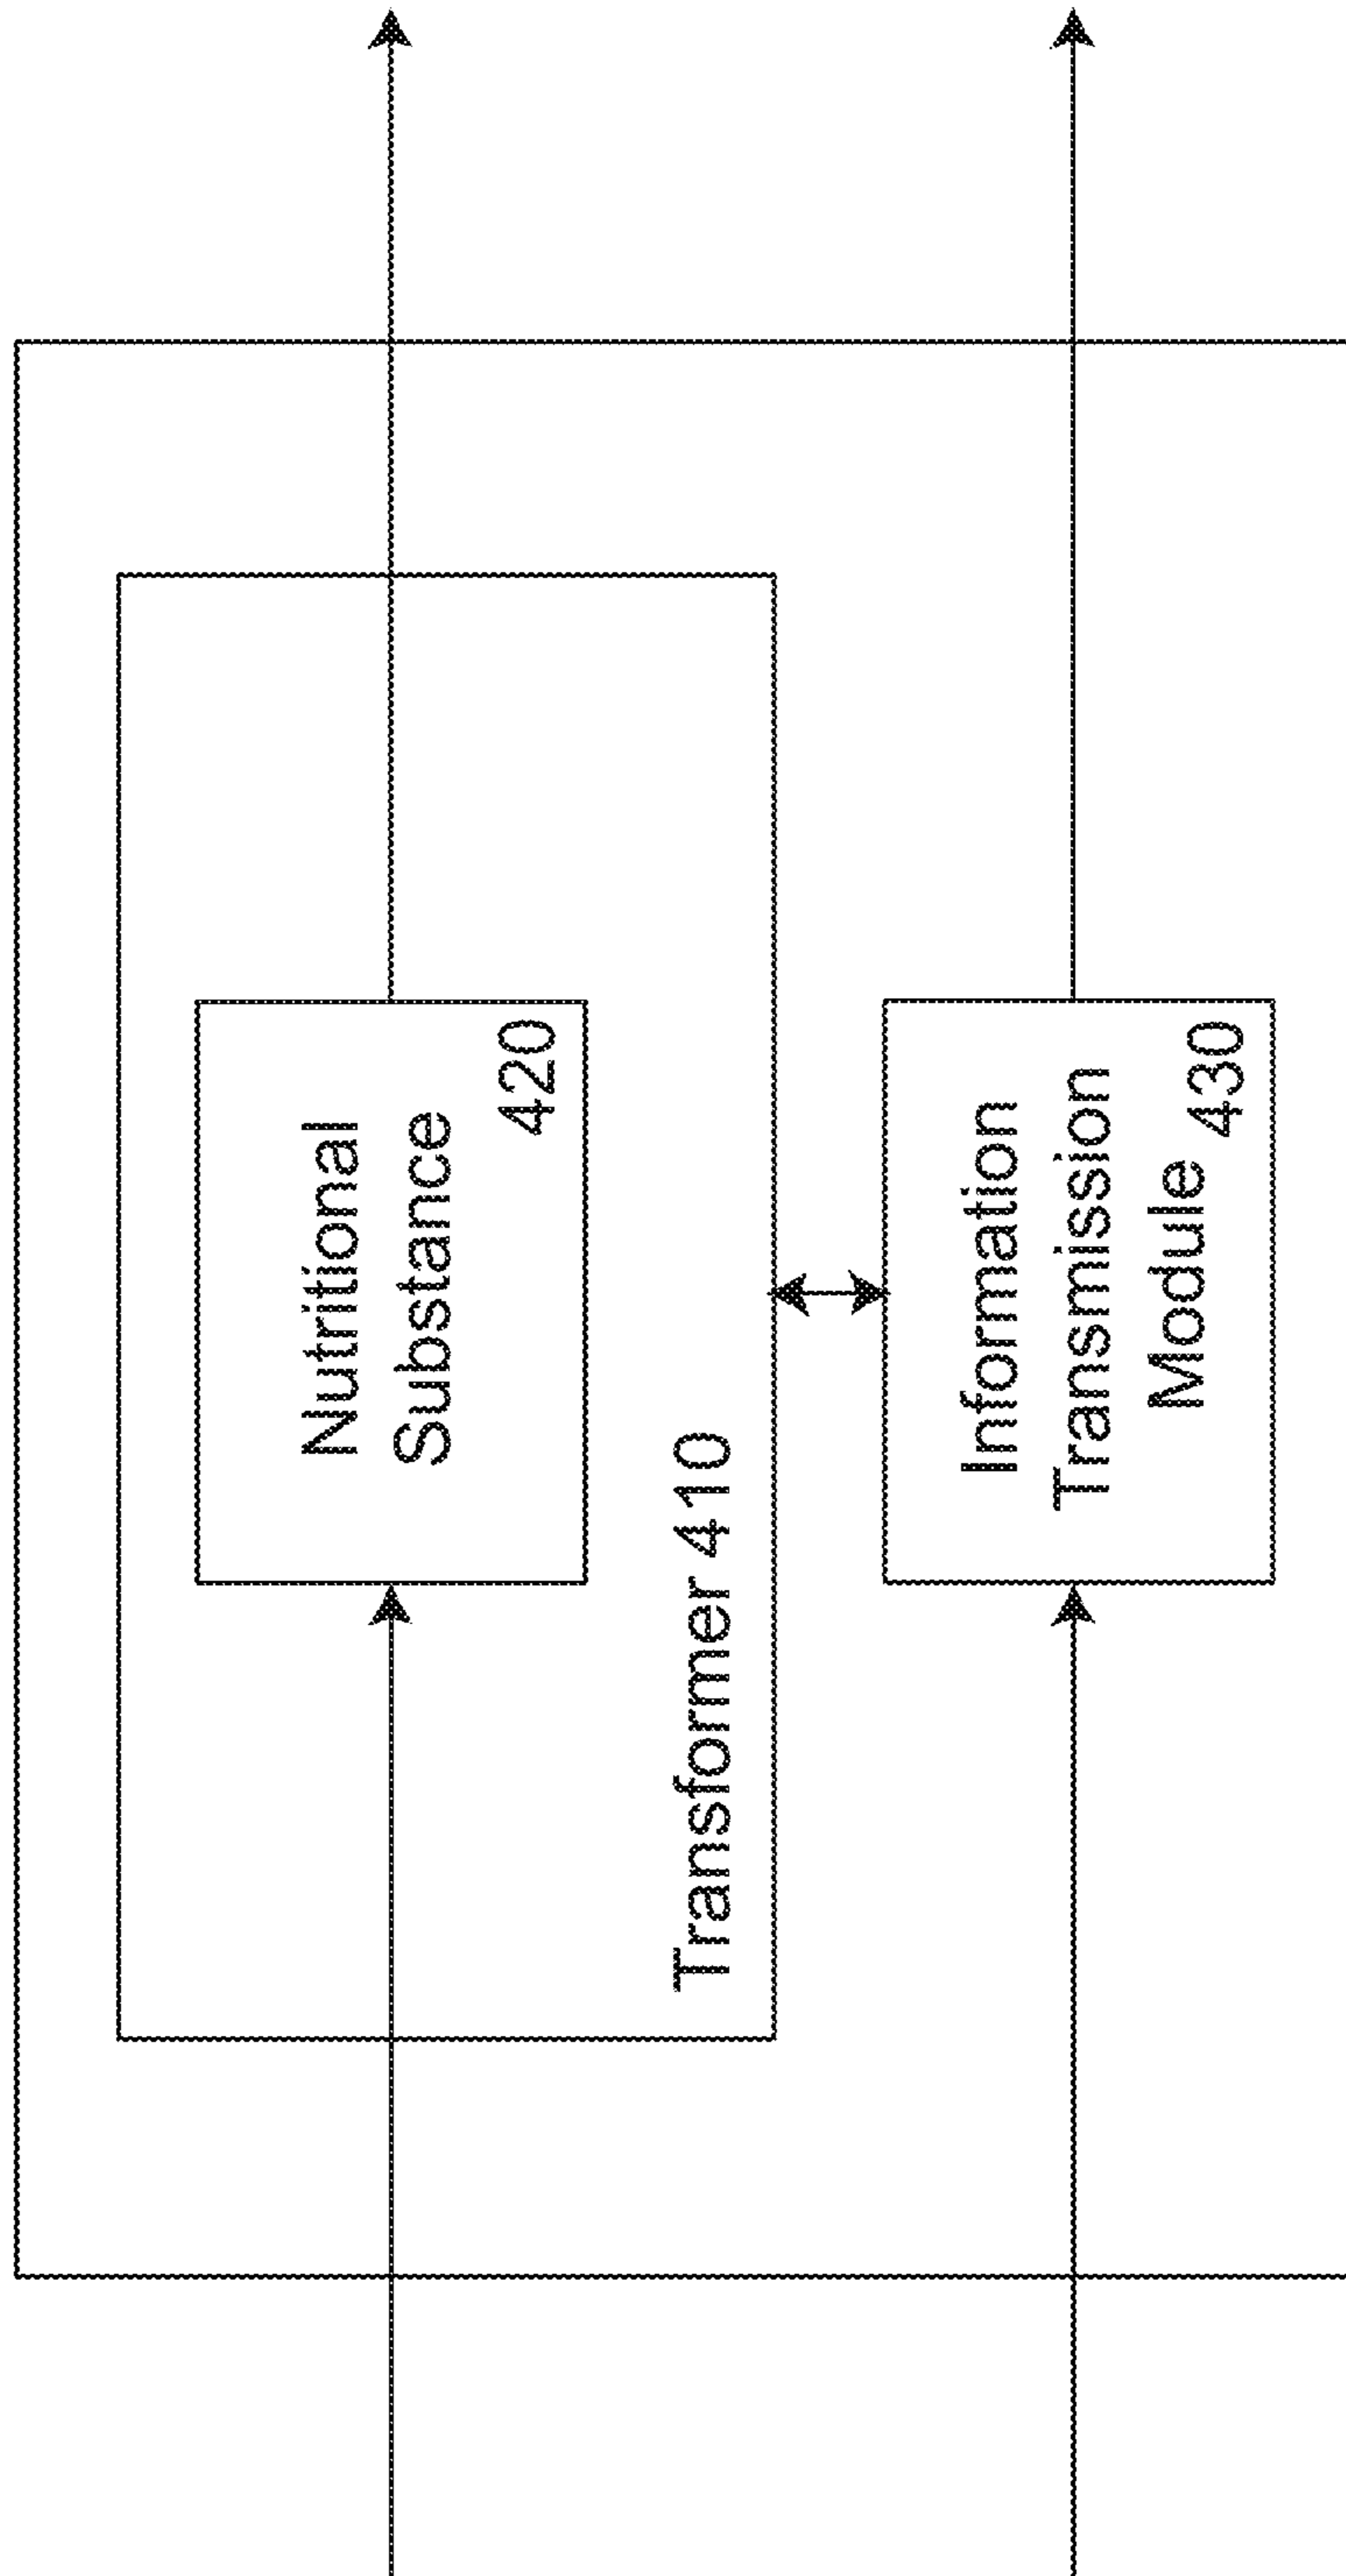 Nutritional
Substance
420
Transformer 410
Information
Transmission
Module 430